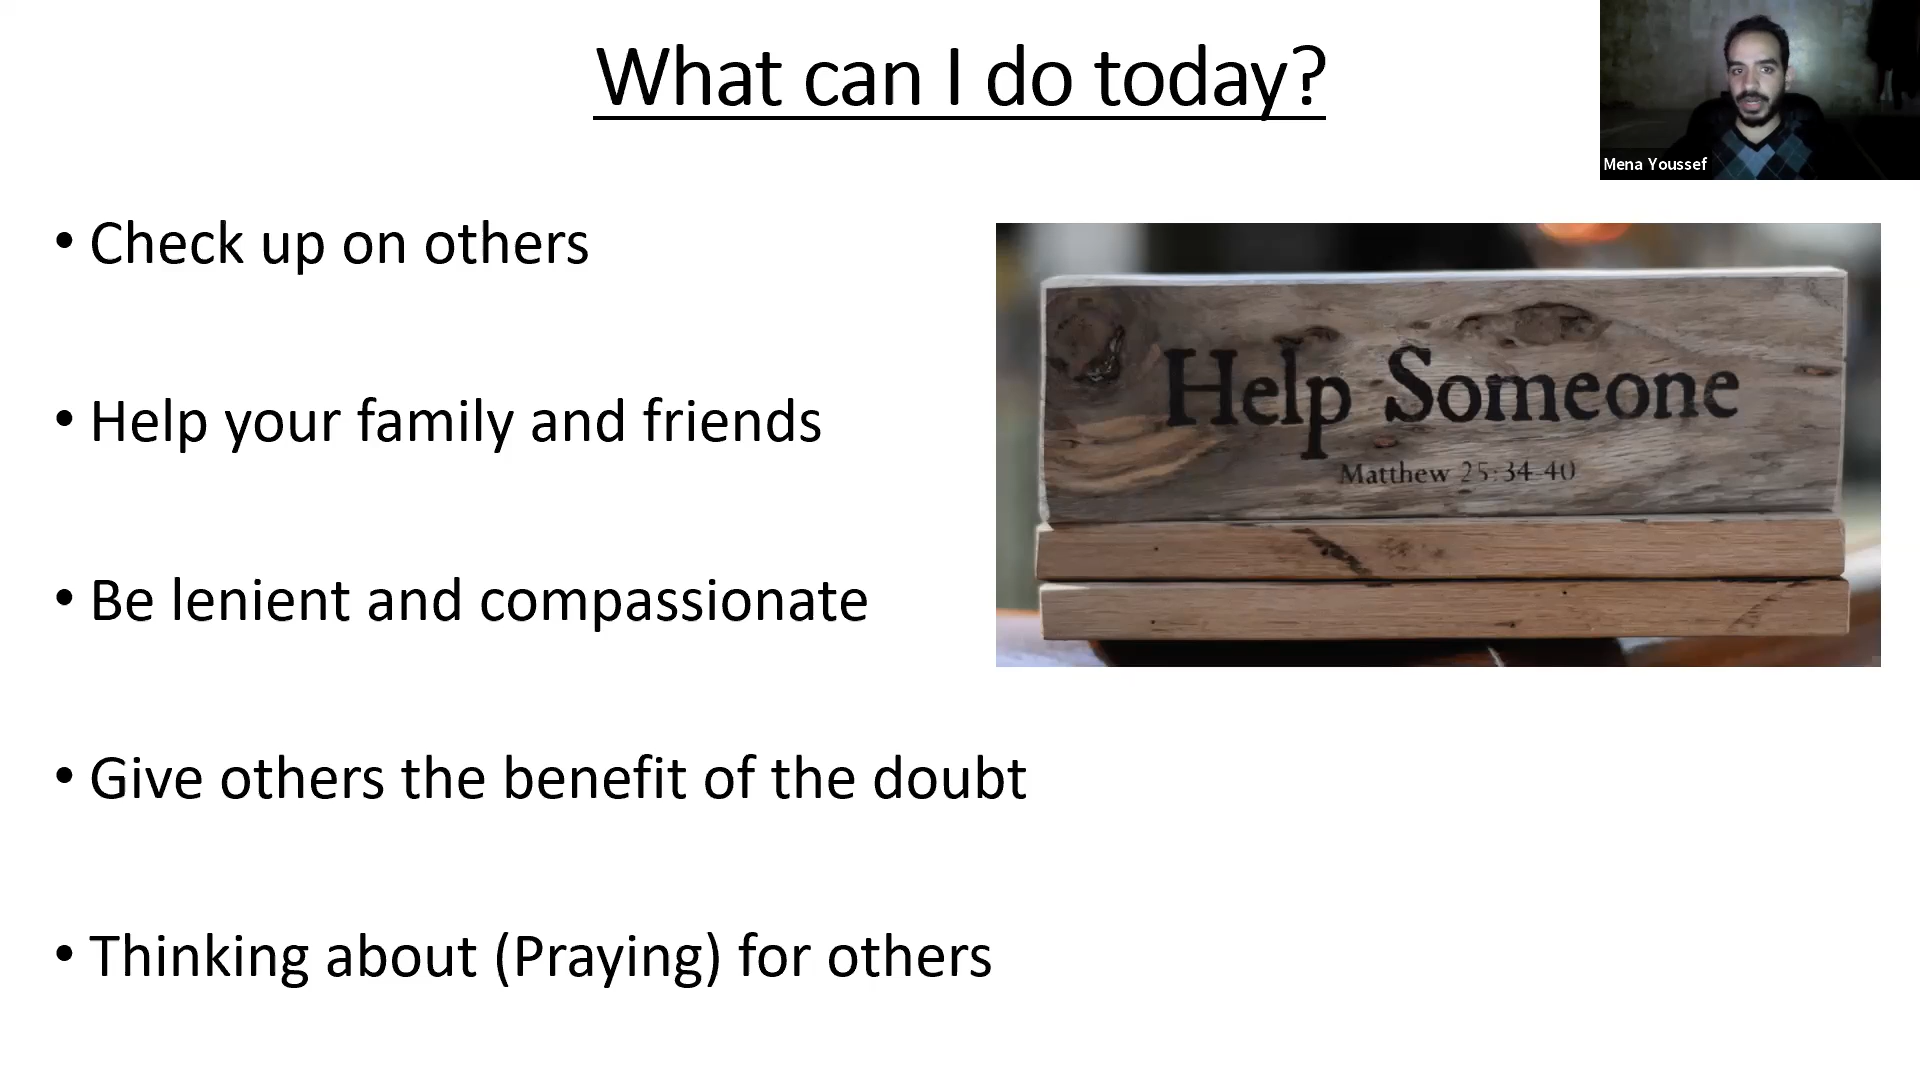 What can I do today?
Mena Youssef
• Check up on others
• Help your family and friends
• Be lenient and compassionate
• Give others the benefit of the doubt
• Thinking about (Praying) for others
Help Someone
Matthew 25:34-40